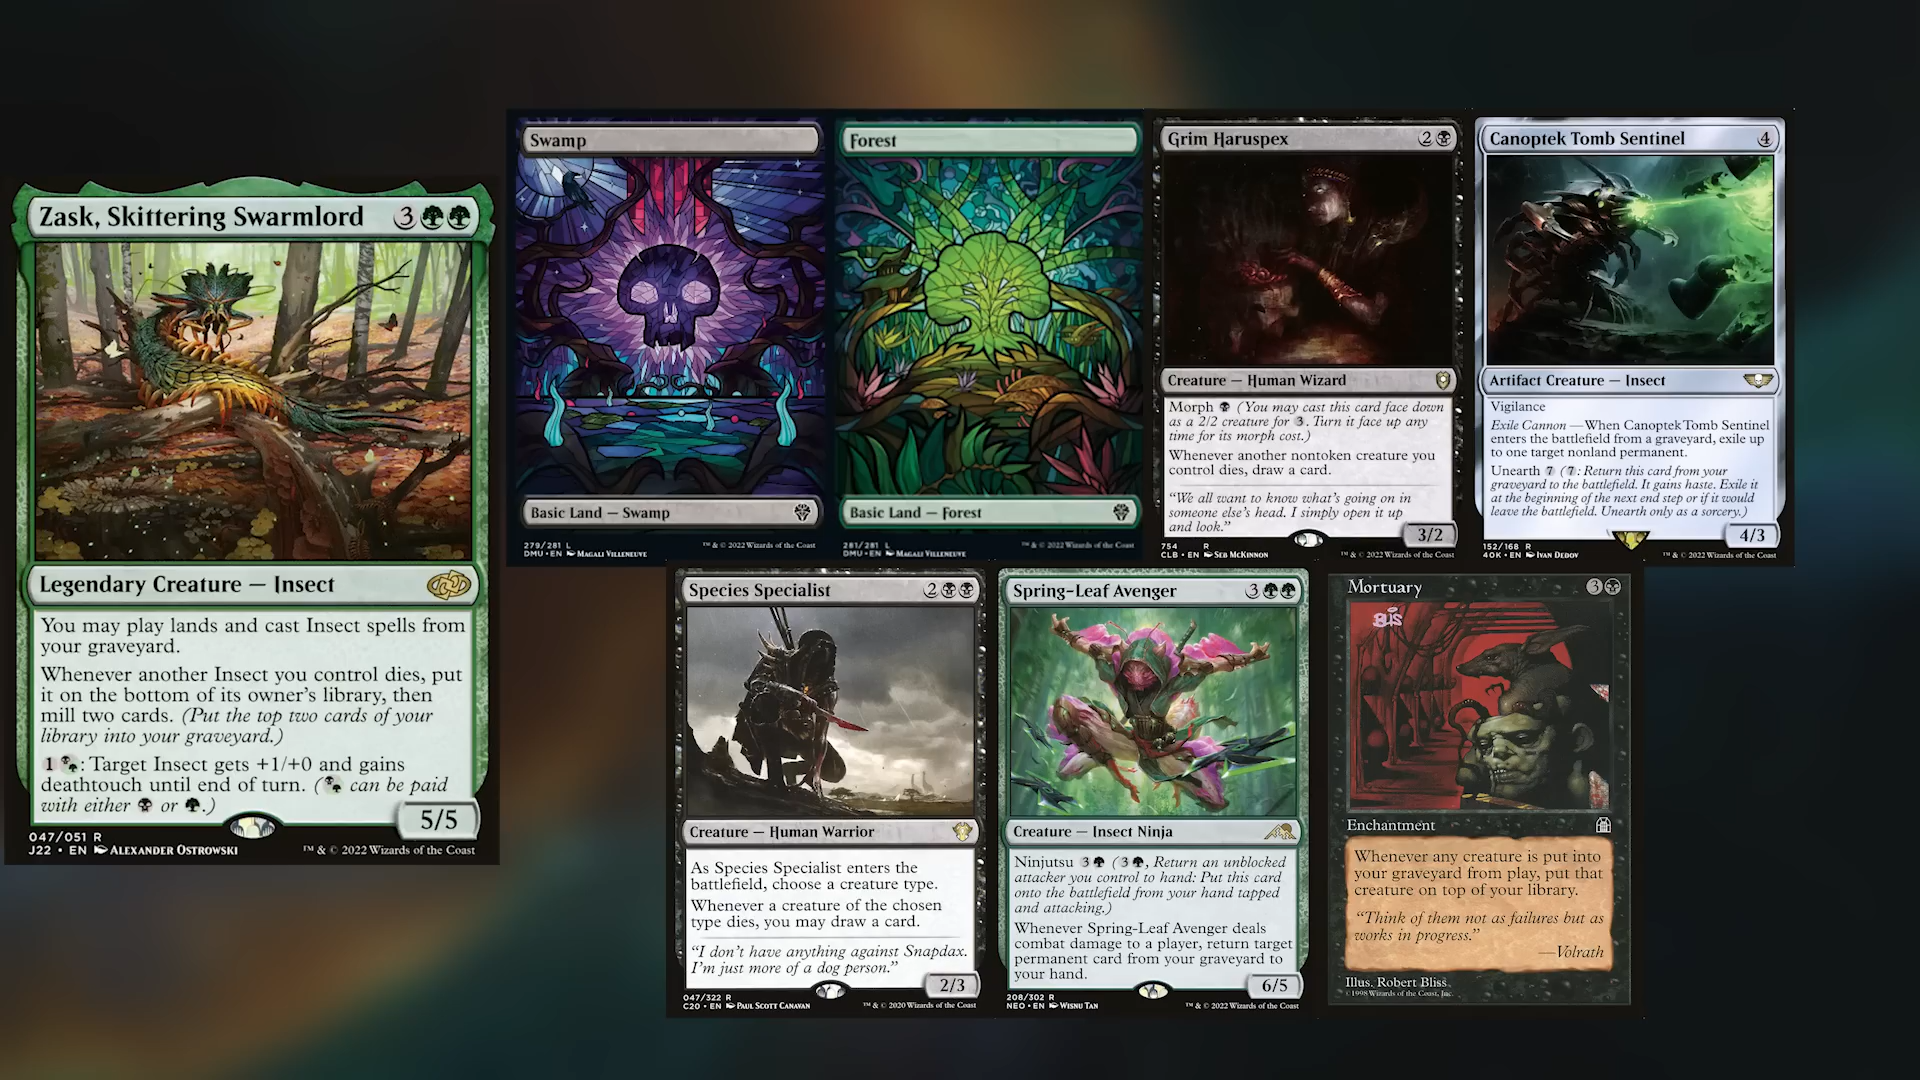 Zask, Skittering Swarmlord 3
Legendary Creature — Insect
You may play lands and cast Insect spells from
your graveyard.
Whenever another Insect you control dies, put
it on the bottom of its owner's library, then
mill two cards. (Put the top two cards of your
library into your graveyard.)
1 : Target Insect gets +1/+0 and gains
deathtouch until end of turn. ( can be paid
with either or .)
5/5
047/051 R
J22 • EN ALEXANDER OSTROWSKI
™ & © 2022 Wizards of the Coast
Swamp
Basic Land — Swamp
279/281 L
DMU • EN MAGALI VILLENEUVE
™ & © 2022 Wizards of the Coast
Forest
Basic Land — Forest
281/281 L
DMU • EN MAGALI VILLENEUVE
™ & © 2022 Wizards of the Coast
Grim Haruspex 2
Creature — Human Wizard
Morph (You may cast this card face down
as a 2/2 creature for 3. Turn it face up any
time for its morph cost.)
Whenever another nontoken creature you
control dies, draw a card.
“We all want to know what's going on in
someone else's head. I simply open it up
and look.”
3/2
754 R
CLB • EN SEB MCKINNON
™ & © 2022 Wizards of the Coast
Canoptek Tomb Sentinel 4
Artifact Creature — Insect
Vigilance
Exile Cannon — When Canoptek Tomb Sentinel
enters the battlefield from a graveyard, exile up
to one target nonland permanent.
Unearth 7 (7: Return this card from your
graveyard to the battlefield. It gains haste. Exile it
at the beginning of the next end step or if it would
leave the battlefield. Unearth only as a sorcery.)
4/3
152/168 R
40K • EN IVAN DEDOV
™ & © 2022 Wizards of the Coast
Species Specialist 2
Creature — Human Warrior
As Species Specialist enters the
battlefield, choose a creature type.
Whenever a creature of the chosen
type dies, you may draw a card.
“I don't have anything against Snapdax.
I'm just more of a dog person.”
2/3
047/322 R
C20 • EN PAUL SCOTT CANAVAN
™ & © 2020 Wizards of the Coast
Spring-Leaf Avenger 3
Creature — Insect Ninja
Ninjutsu 3 (3 , Return an unblocked
attacker you control to hand: Put this card
onto the battlefield from your hand tapped
and attacking.)
Whenever Spring-Leaf Avenger deals
combat damage to a player, return target
permanent card from your graveyard to
your hand.
6/5
208/302 R
NEO • EN WISNU TAN
™ & © 2022 Wizards of the Coast
Mortuary 3
BLIS
Enchantment
Whenever any creature is put into
your graveyard from play, put that
creature on top of your library.
“Think of them not as failures but as
works in progress.”
—Volrath
Illus. Robert Bliss
©1998 Wizards of the Coast, Inc.